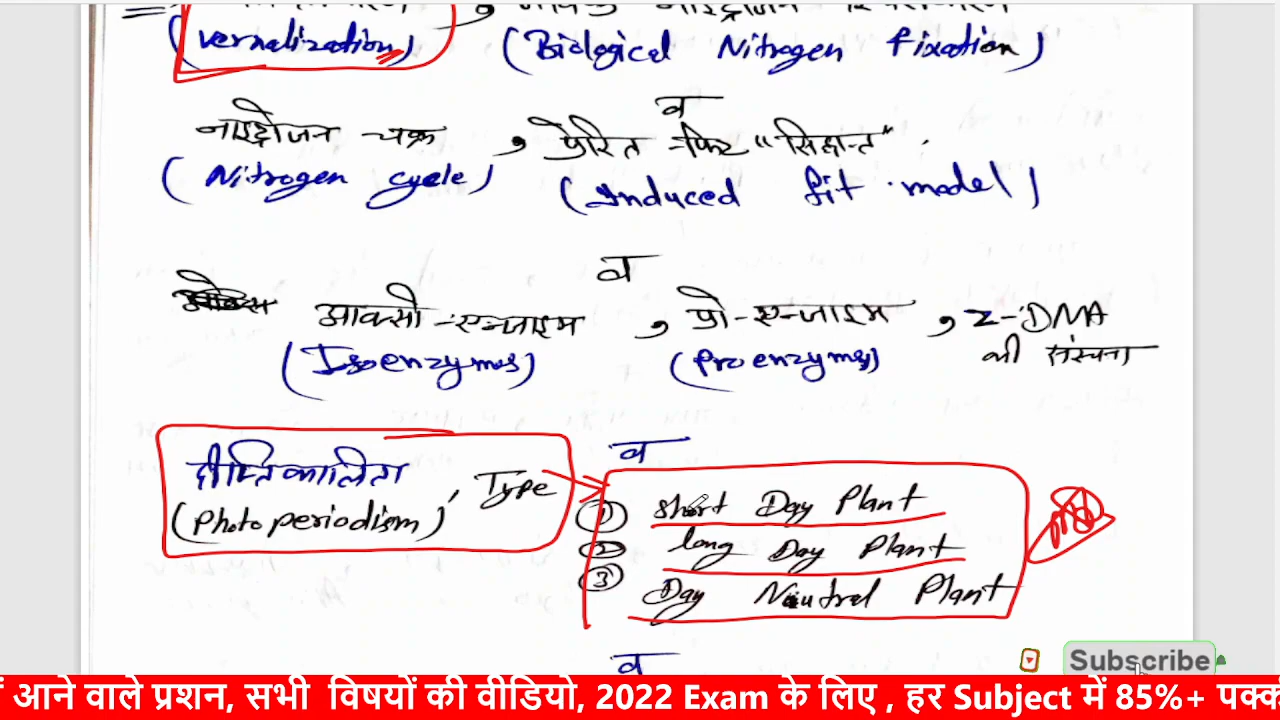 (vernalization) (Biological Nitrogen fixation)
व
नाइट्रोजन चक्र , प्रेरित फिट "सिद्धान्त"
(Nitrogen cycle) (Induced fit model)
व
आक्सो-एन्जाइम , प्रो-एन्जाइम , Z-DNA
(Isoenzymes) (Proenzymes) की संरचना
व
दीप्तिकालिता , Type
(Photoperiodism)
① short Day Plant
② long Day Plant
③ Day Nautral Plant
व
Subscribe
आने वाले प्रशन, सभी विषयों की वीडियो, 2022 Exam के लिए , हर Subject में 85%+ पक्क